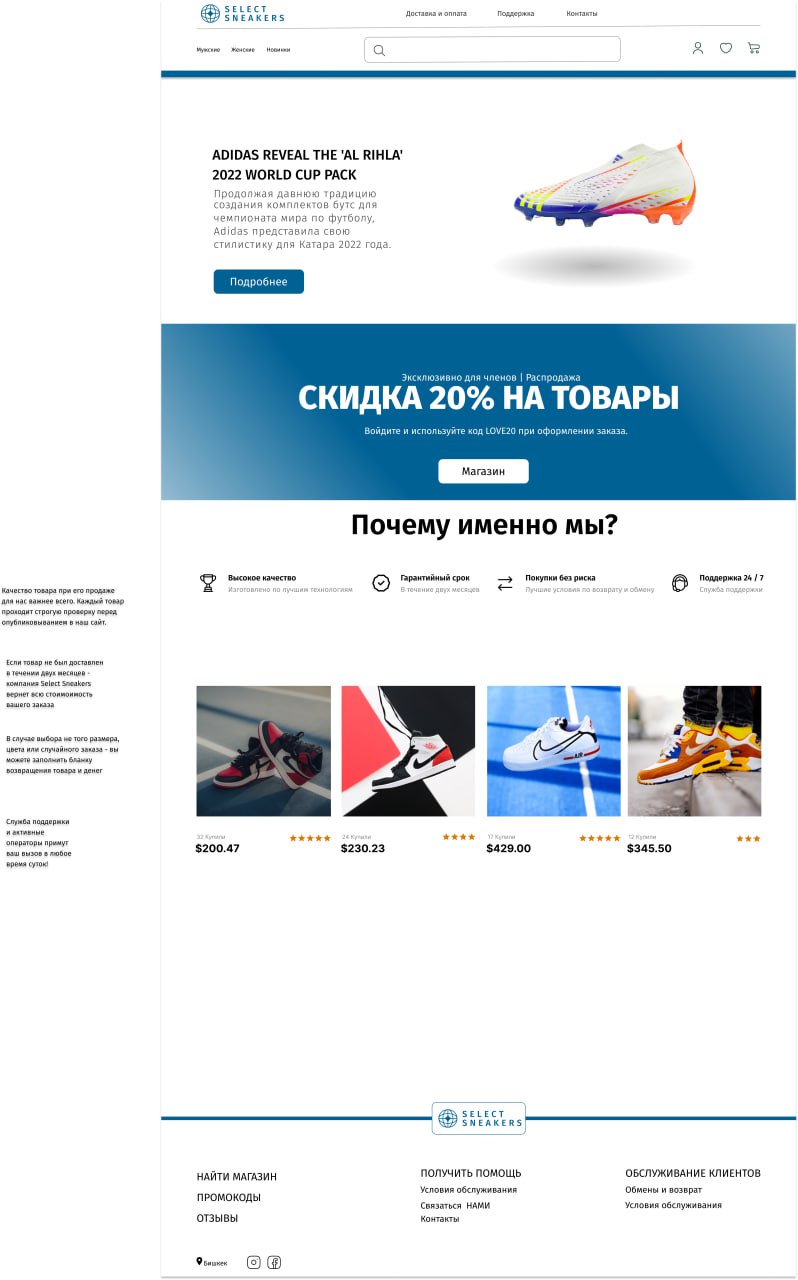 SELECT
SNEAKERS
Доставка и оплата
Поддержка
Контакты
Мужские
Женские
Новинки
ADIDAS REVEAL THE 'AL RIHLA'
2022 WORLD CUP PACK
Продолжая давнюю традицию
создания комплектов бутс для
чемпионата мира по футболу,
Adidas представила свою
стилистику для Катара 2022 года.
Подробнее
Эксклюзивно для членов | Распродажа
СКИДКА 20% НА ТОВАРЫ
Войдите и используйте код LOVE20 при оформлении заказа.
Магазин
Почему именно мы?
Высокое качество
Изготовлено по лучшим технологиям
Гарантийный срок
В течение двух месяцев
Покупки без риска
Лучшие условия по возврату и обмену
Поддержка 24 / 7
Служба поддержки
Качество товара при его продаже
для нас важнее всего. Каждый товар
проходит строгую проверку перед
опубликовыванием в наш сайт.
Если товар не был доставлен
в течении двух месяцев -
компания Select Sneakers
вернет всю стоимоимость
вашего заказа
В случае выбора не того размера,
цвета или случайного заказа - вы
можете заполнить бланку
возвращения товара и денег
Служба поддержки
и активные
операторы примут
ваш вызов в любое
время суток!
AIR
32 Купили
$200.47
24 Купили
$230.23
17 Купили
$429.00
12 Купили
$345.50
SELECT
SNEAKERS
НАЙТИ МАГАЗИН
ПРОМОКОДЫ
ОТЗЫВЫ
ПОЛУЧИТЬ ПОМОЩЬ
Условия обслуживания
Связаться НАМИ
Контакты
ОБСЛУЖИВАНИЕ КЛИЕНТОВ
Обмены и возврат
Условия обслуживания
Бишкек